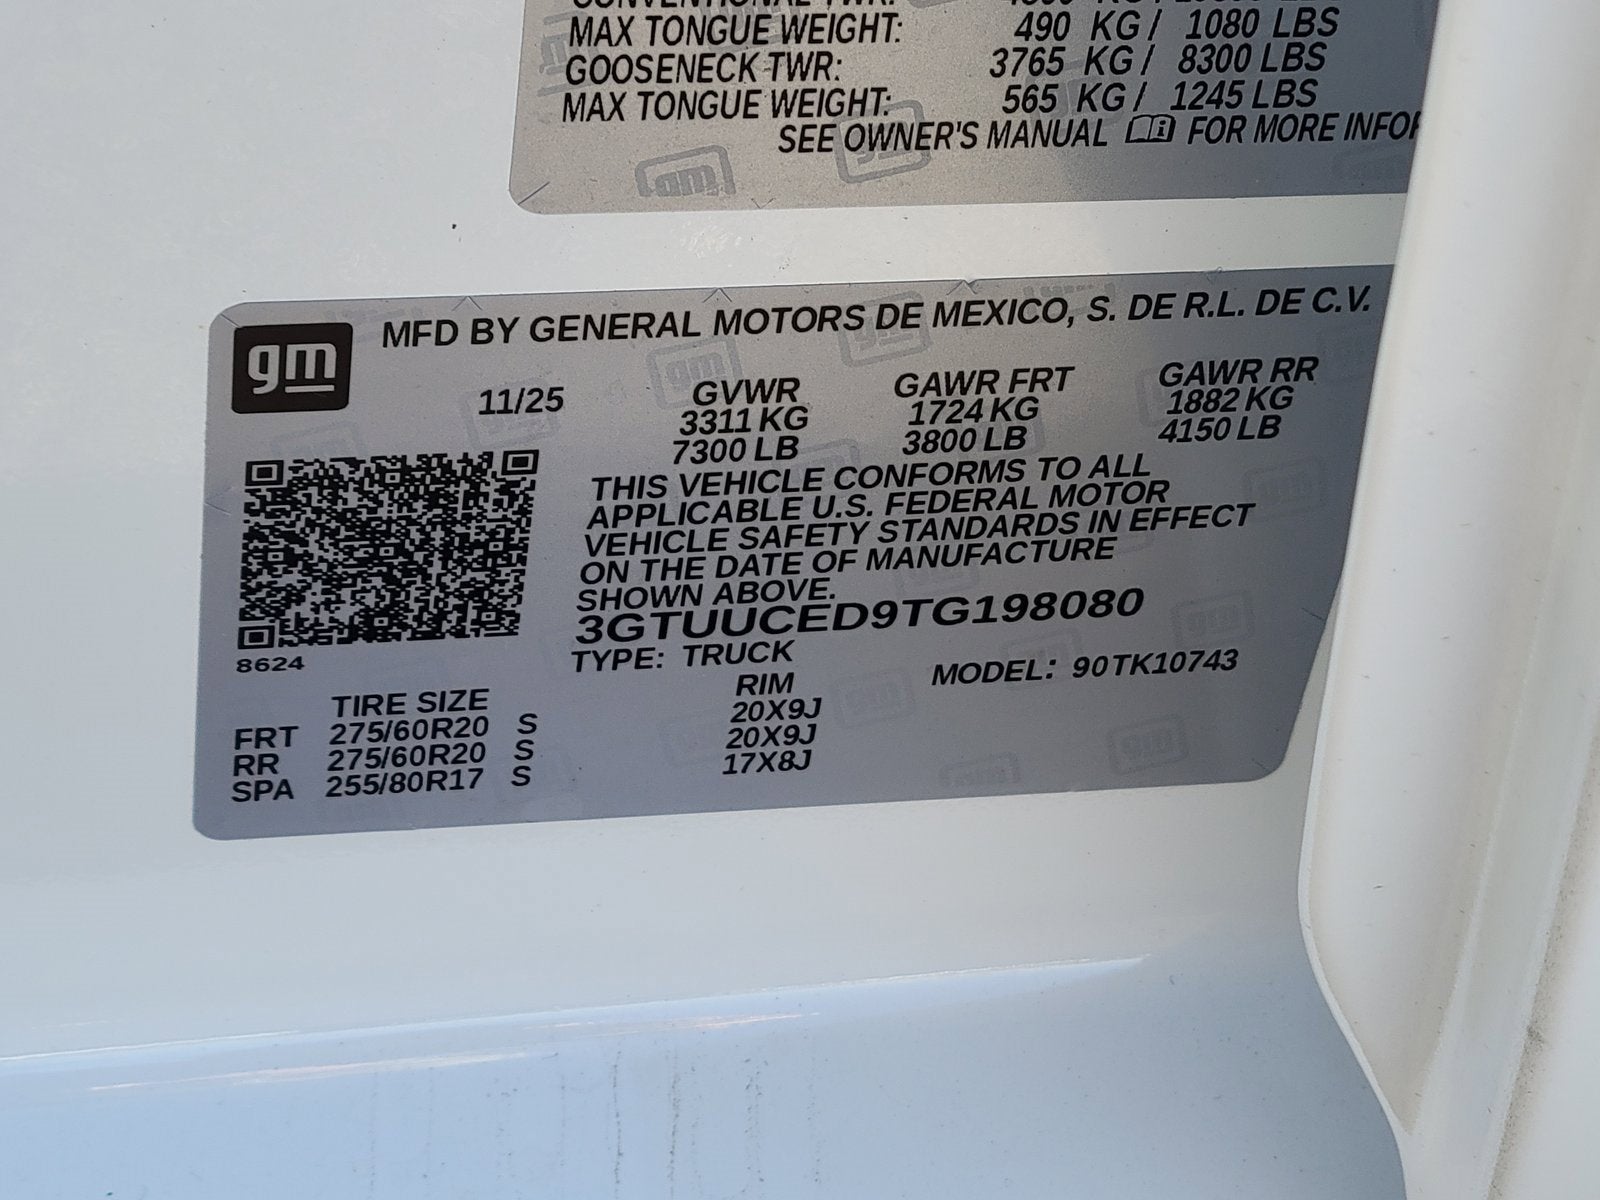 MAX TONGUE WEIGHT: 490 KG / 1080 LBS
GOOSENECK TWR: 3765 KG / 8300 LBS
MAX TONGUE WEIGHT: 565 KG / 1245 LBS
SEE OWNER'S MANUAL FOR MORE
gm MFD BY GENERAL MOTORS DE MEXICO, S. DE R.L. DE C.V.
11/25 GVWR GAWR FRT GAWR RR
3311 KG 1724 KG 1882 KG
7300 LB 3800 LB 4150 LB
THIS VEHICLE CONFORMS TO ALL
APPLICABLE U.S. FEDERAL MOTOR
VEHICLE SAFETY STANDARDS IN EFFECT
ON THE DATE OF MANUFACTURE
SHOWN ABOVE.
3GTUUCED9TG198080
8624
TYPE: TRUCK MODEL: 90TK10743
TIRE SIZE RIM
FRT 275/60R20 S 20X9J
RR 275/60R20 S 20X9J
SPA 255/80R17 S 17X8J